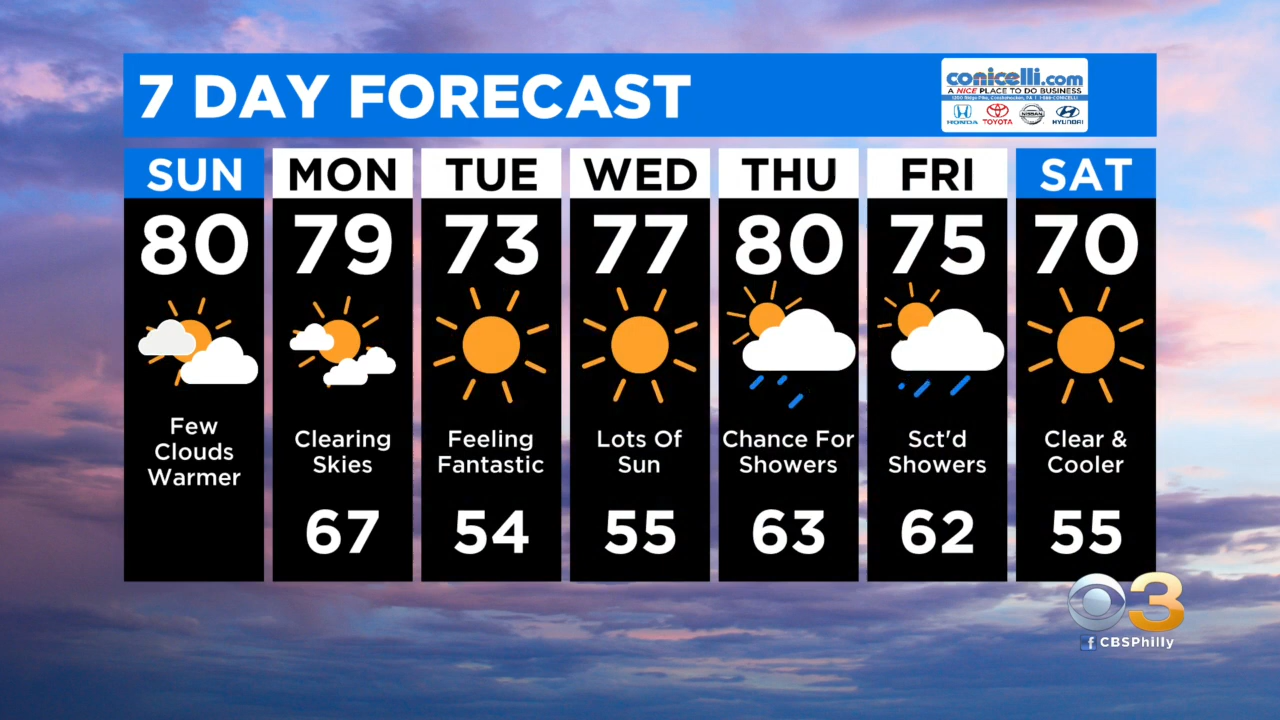 7 DAY FORECAST
conicelli.com
A NICE PLACE TO DO BUSINESS
HONDA TOYOTA NISSAN HYUNDAI
SUN MON TUE WED THU FRI SAT
80 79 73 77 80 75 70
Few
Clouds
Warmer
Clearing
Skies
Feeling
Fantastic
Lots Of
Sun
Chance For
Showers
Sct'd
Showers
Clear &
Cooler
67 54 55 63 62 55
3
f CBSPhilly